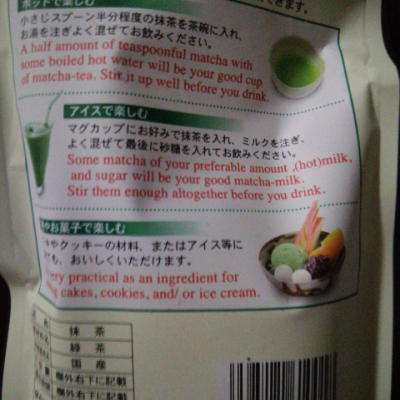 ホットで楽しむ
できます。
小さじスプーン半分程度の抹茶を茶碗に入れ、
お湯を注ぎよく混ぜてお飲みください。
A half amount of teaspoonful matcha with
some boiled hot water will be your good cup
of matcha-tea. Stir it up well before you drink.
アイスで楽しむ
マグカップにお好みで抹茶を入れ、ミルクを注ぎ、
よく混ぜて最後に砂糖を入れてお飲みください。
Some matcha of your preferable amount ,(hot)milk,
and sugar will be your good matcha-milk.
Stir them enough altogether before you drink.
やお菓子で楽しむ
やクッキーの材料、またはアイス等に
も、おいしくいただけます。
ery practical as an ingredient for
cakes, cookies, and/ or ice cream.
抹 茶
緑 茶
国 産
欄外右下に記載
欄外右下に記載